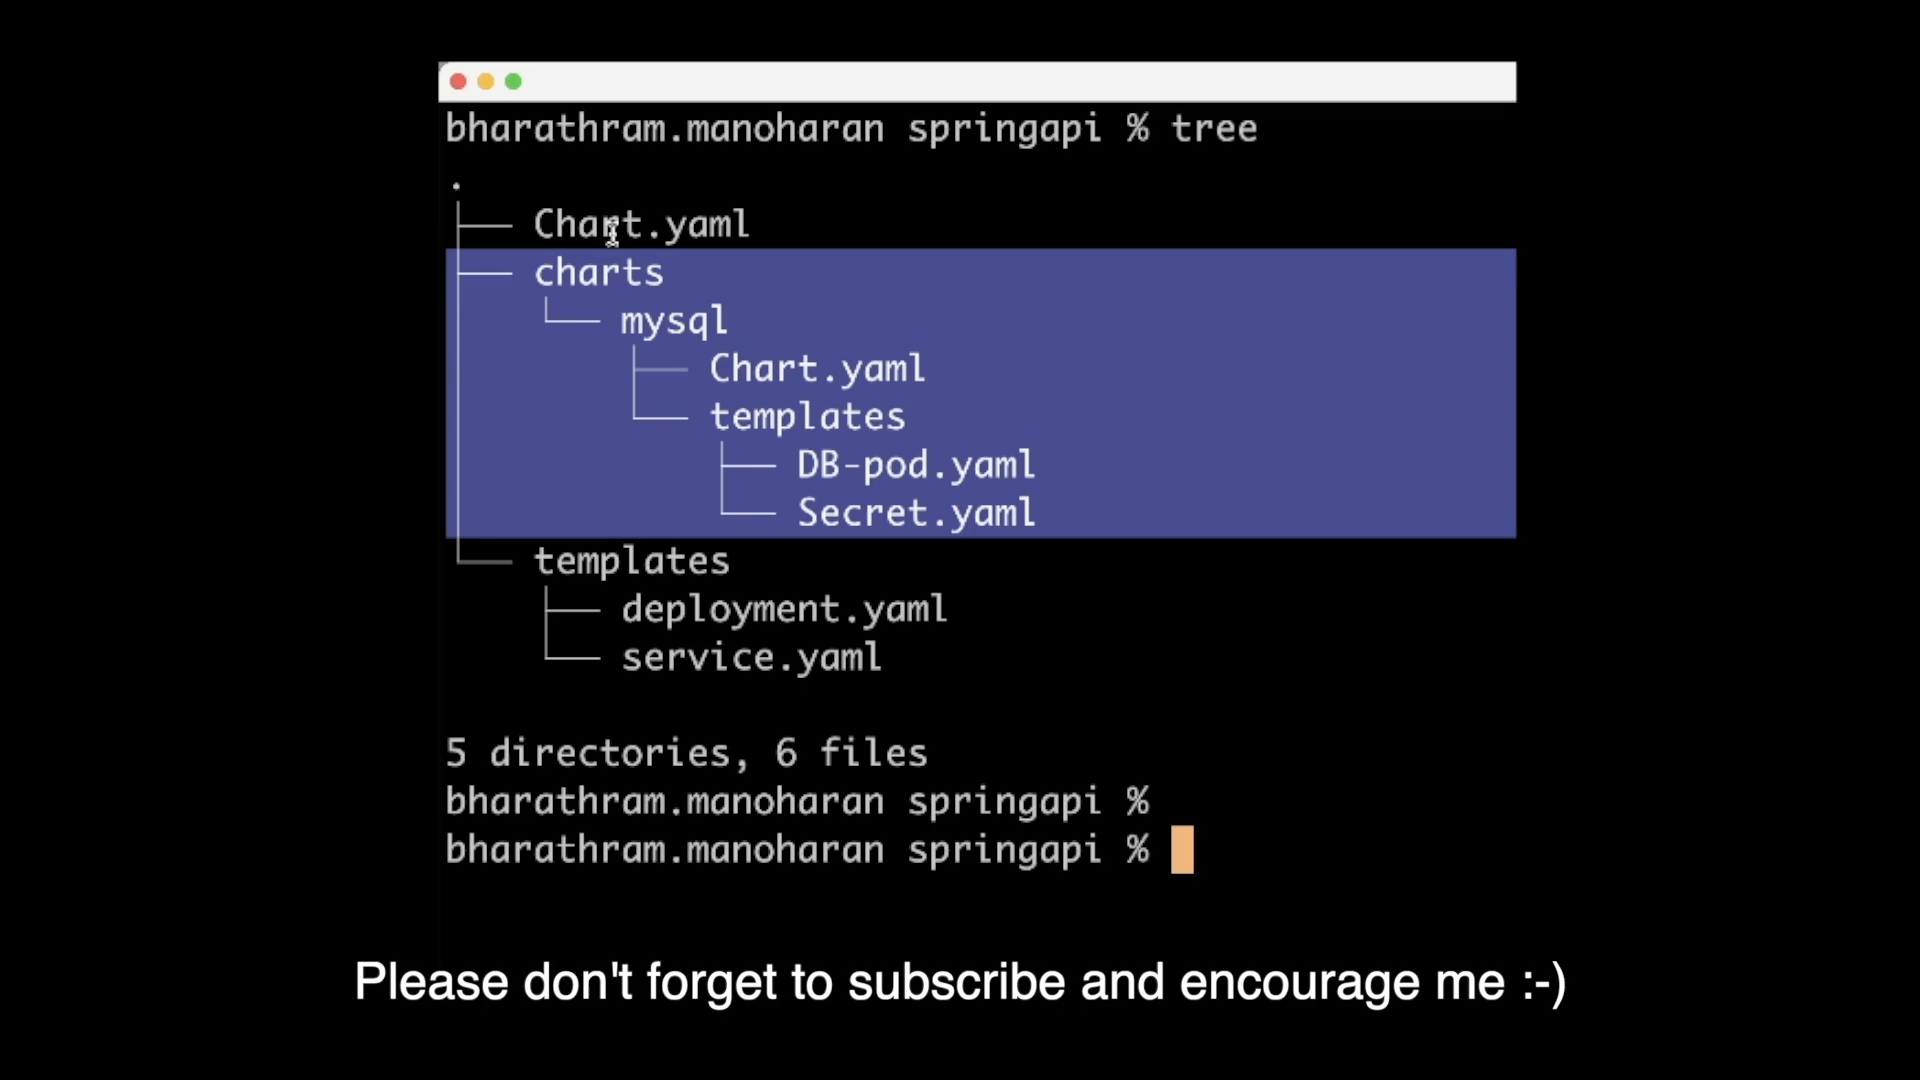 bharathram.manoharan springapi % tree
.
├── Chart.yaml
├── charts
│   └── mysql
│       ├── Chart.yaml
│       └── templates
│           ├── DB-pod.yaml
│           └── Secret.yaml
└── templates
    ├── deployment.yaml
    └── service.yaml
5 directories, 6 files
bharathram.manoharan springapi %
bharathram.manoharan springapi %
Please don't forget to subscribe and encourage me :-)